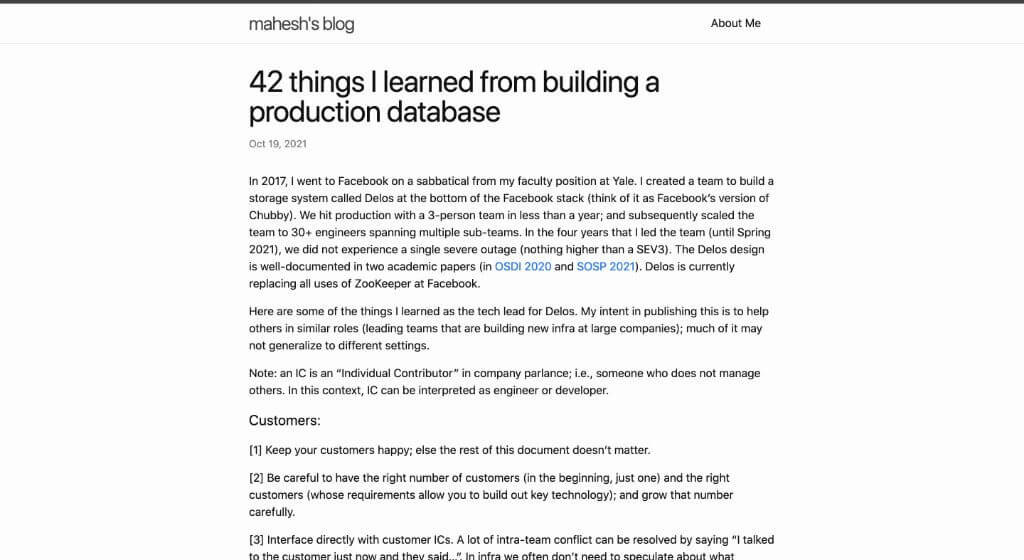 mahesh's blog
About Me
42 things I learned from building a
production database
Oct 19, 2021
In 2017, I went to Facebook on a sabbatical from my faculty position at Yale. I created a team to build a
storage system called Delos at the bottom of the Facebook stack (think of it as Facebook's version of
Chubby). We hit production with a 3-person team in less than a year; and subsequently scaled the
team to 30+ engineers spanning multiple sub-teams. In the four years that I led the team (until Spring
2021), we did not experience a single severe outage (nothing higher than a SEV3). The Delos design
is well-documented in two academic papers (in OSDI 2020 and SOSP 2021). Delos is currently
replacing all uses of ZooKeeper at Facebook.
Here are some of the things I learned as the tech lead for Delos. My intent in publishing this is to help
others in similar roles (leading teams that are building new infra at large companies); much of it may
not generalize to different settings.
Note: an IC is an “Individual Contributor” in company parlance; i.e., someone who does not manage
others. In this context, IC can be interpreted as engineer or developer.
Customers:
[1] Keep your customers happy; else the rest of this document doesn't matter.
[2] Be careful to have the right number of customers (in the beginning, just one) and the right
customers (whose requirements allow you to build out key technology); and grow that number
carefully.
[3] Interface directly with customer ICs. A lot of intra-team conflict can be resolved by saying “I talked
to the customer just now and they said...”. In infra we often don't need to speculate about what